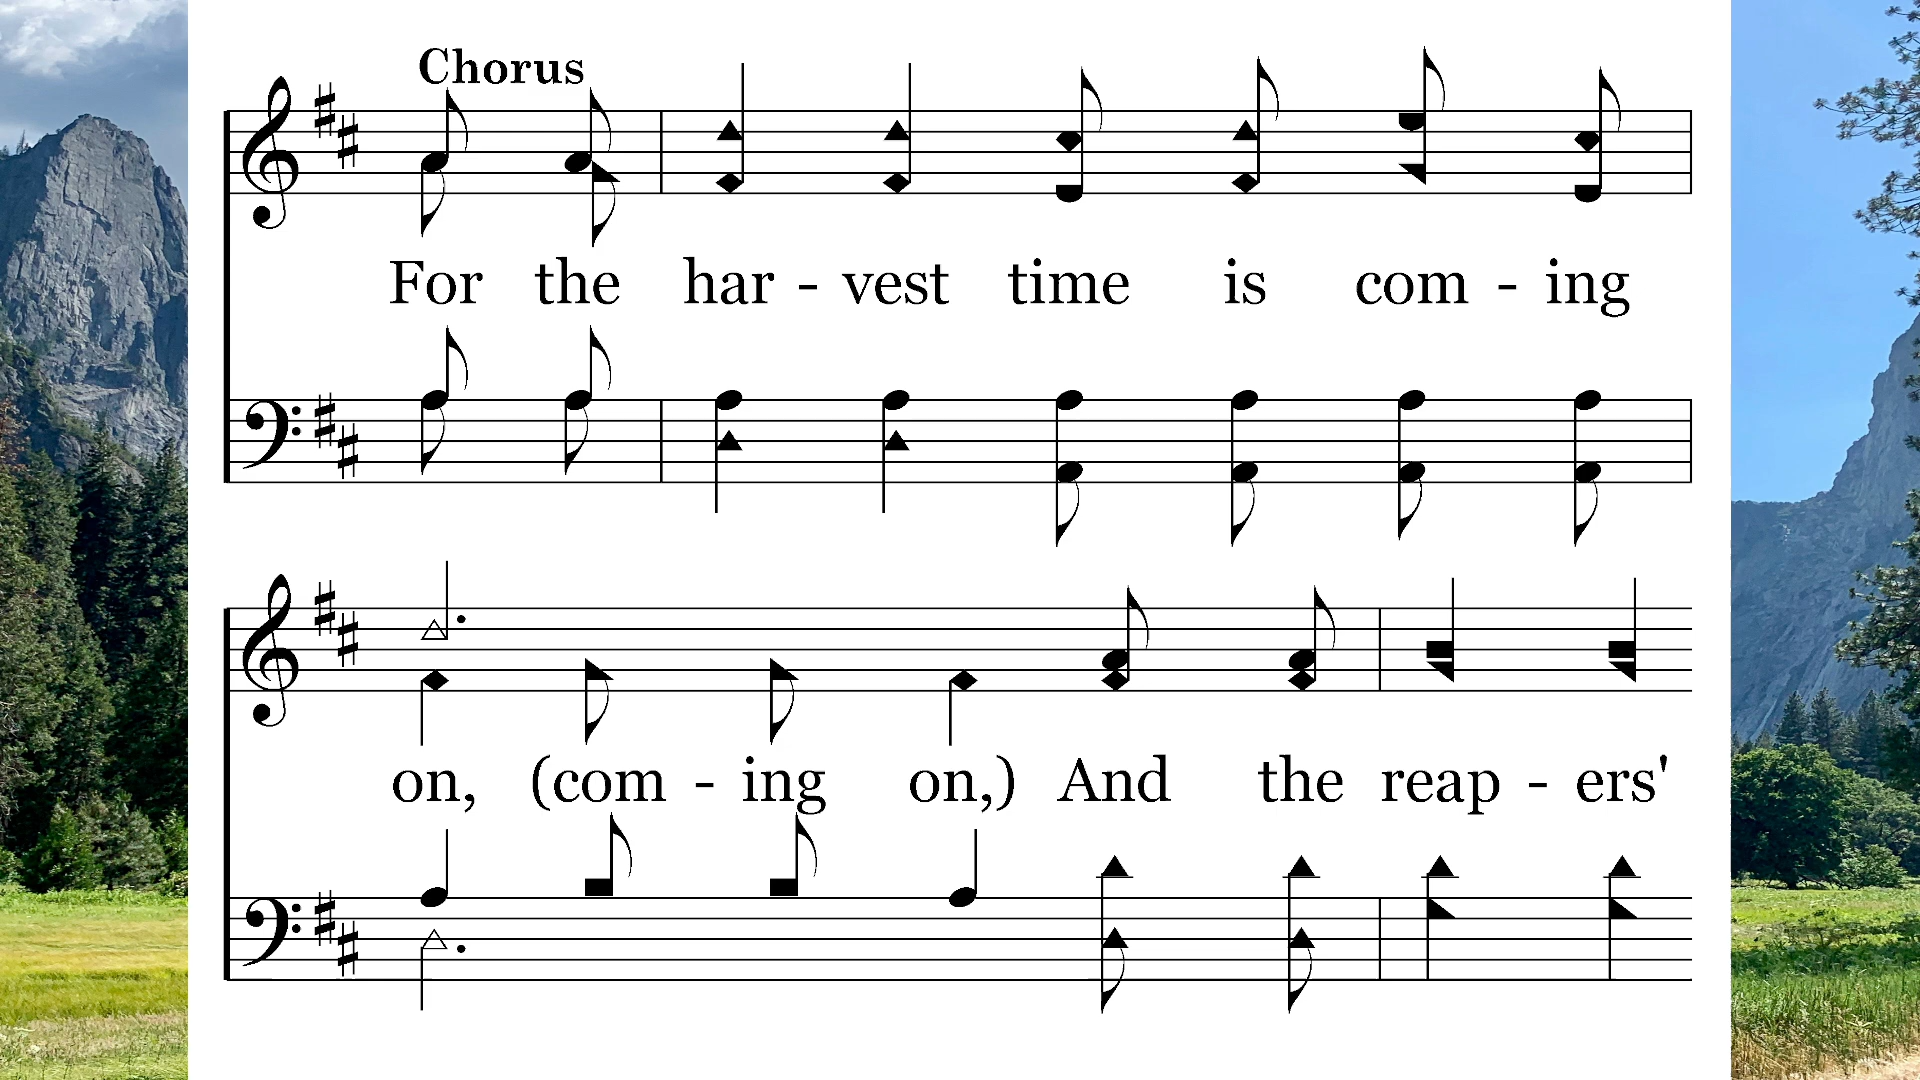 Chorus
For the har - vest time is com - ing
on, (com - ing on,) And the reap - ers'